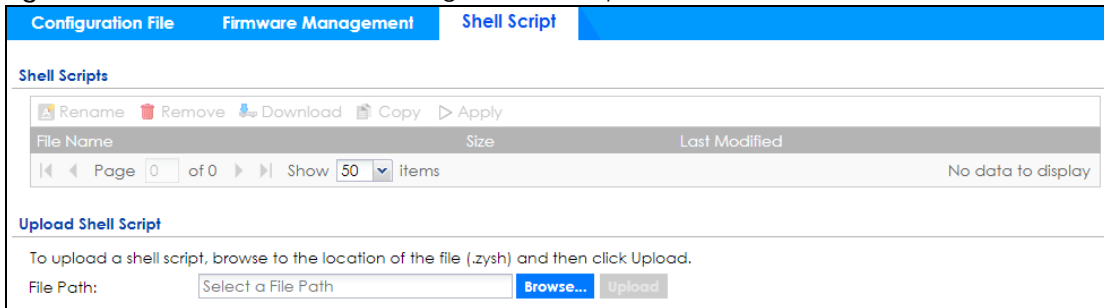 Configuration File Firmware Management Shell Script
Shell Scripts
Rename Remove Download Copy Apply
File Name Size Last Modified
Page 0 of 0 Show 50 items No data to display
Upload Shell Script
To upload a shell script, browse to the location of the file (.zysh) and then click Upload.
File Path: Select a File Path Browse... Upload